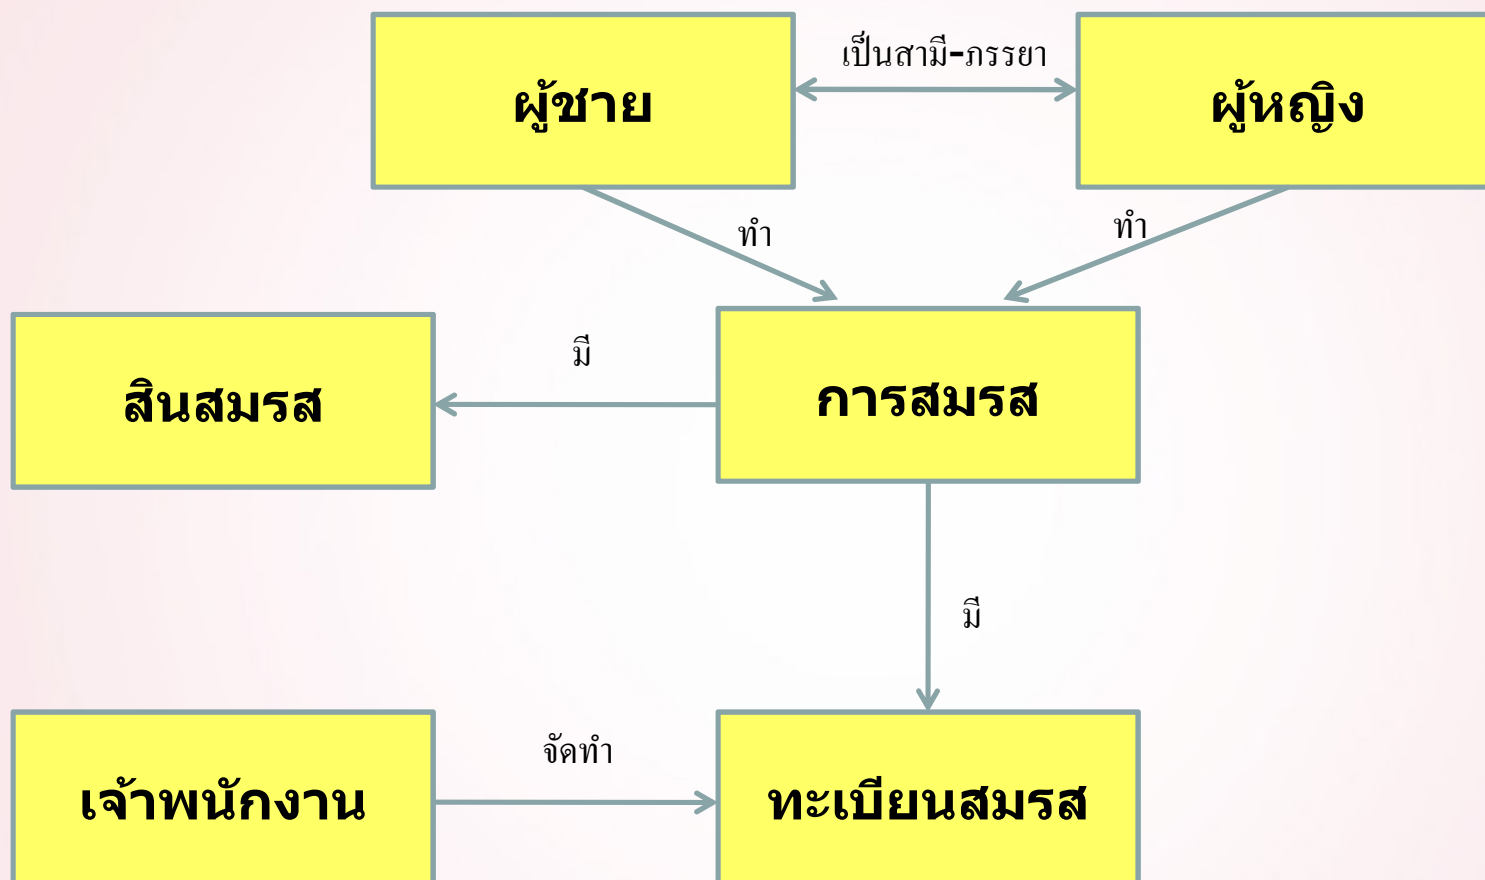 เป็นสามี-ภรรยา
ผู้ชาย
ผู้หญิง
ทำ
ทำ
มี
สินสมรส
การสมรส
มี
จัดทำ
เจ้าพนักงาน
ทะเบียนสมรส